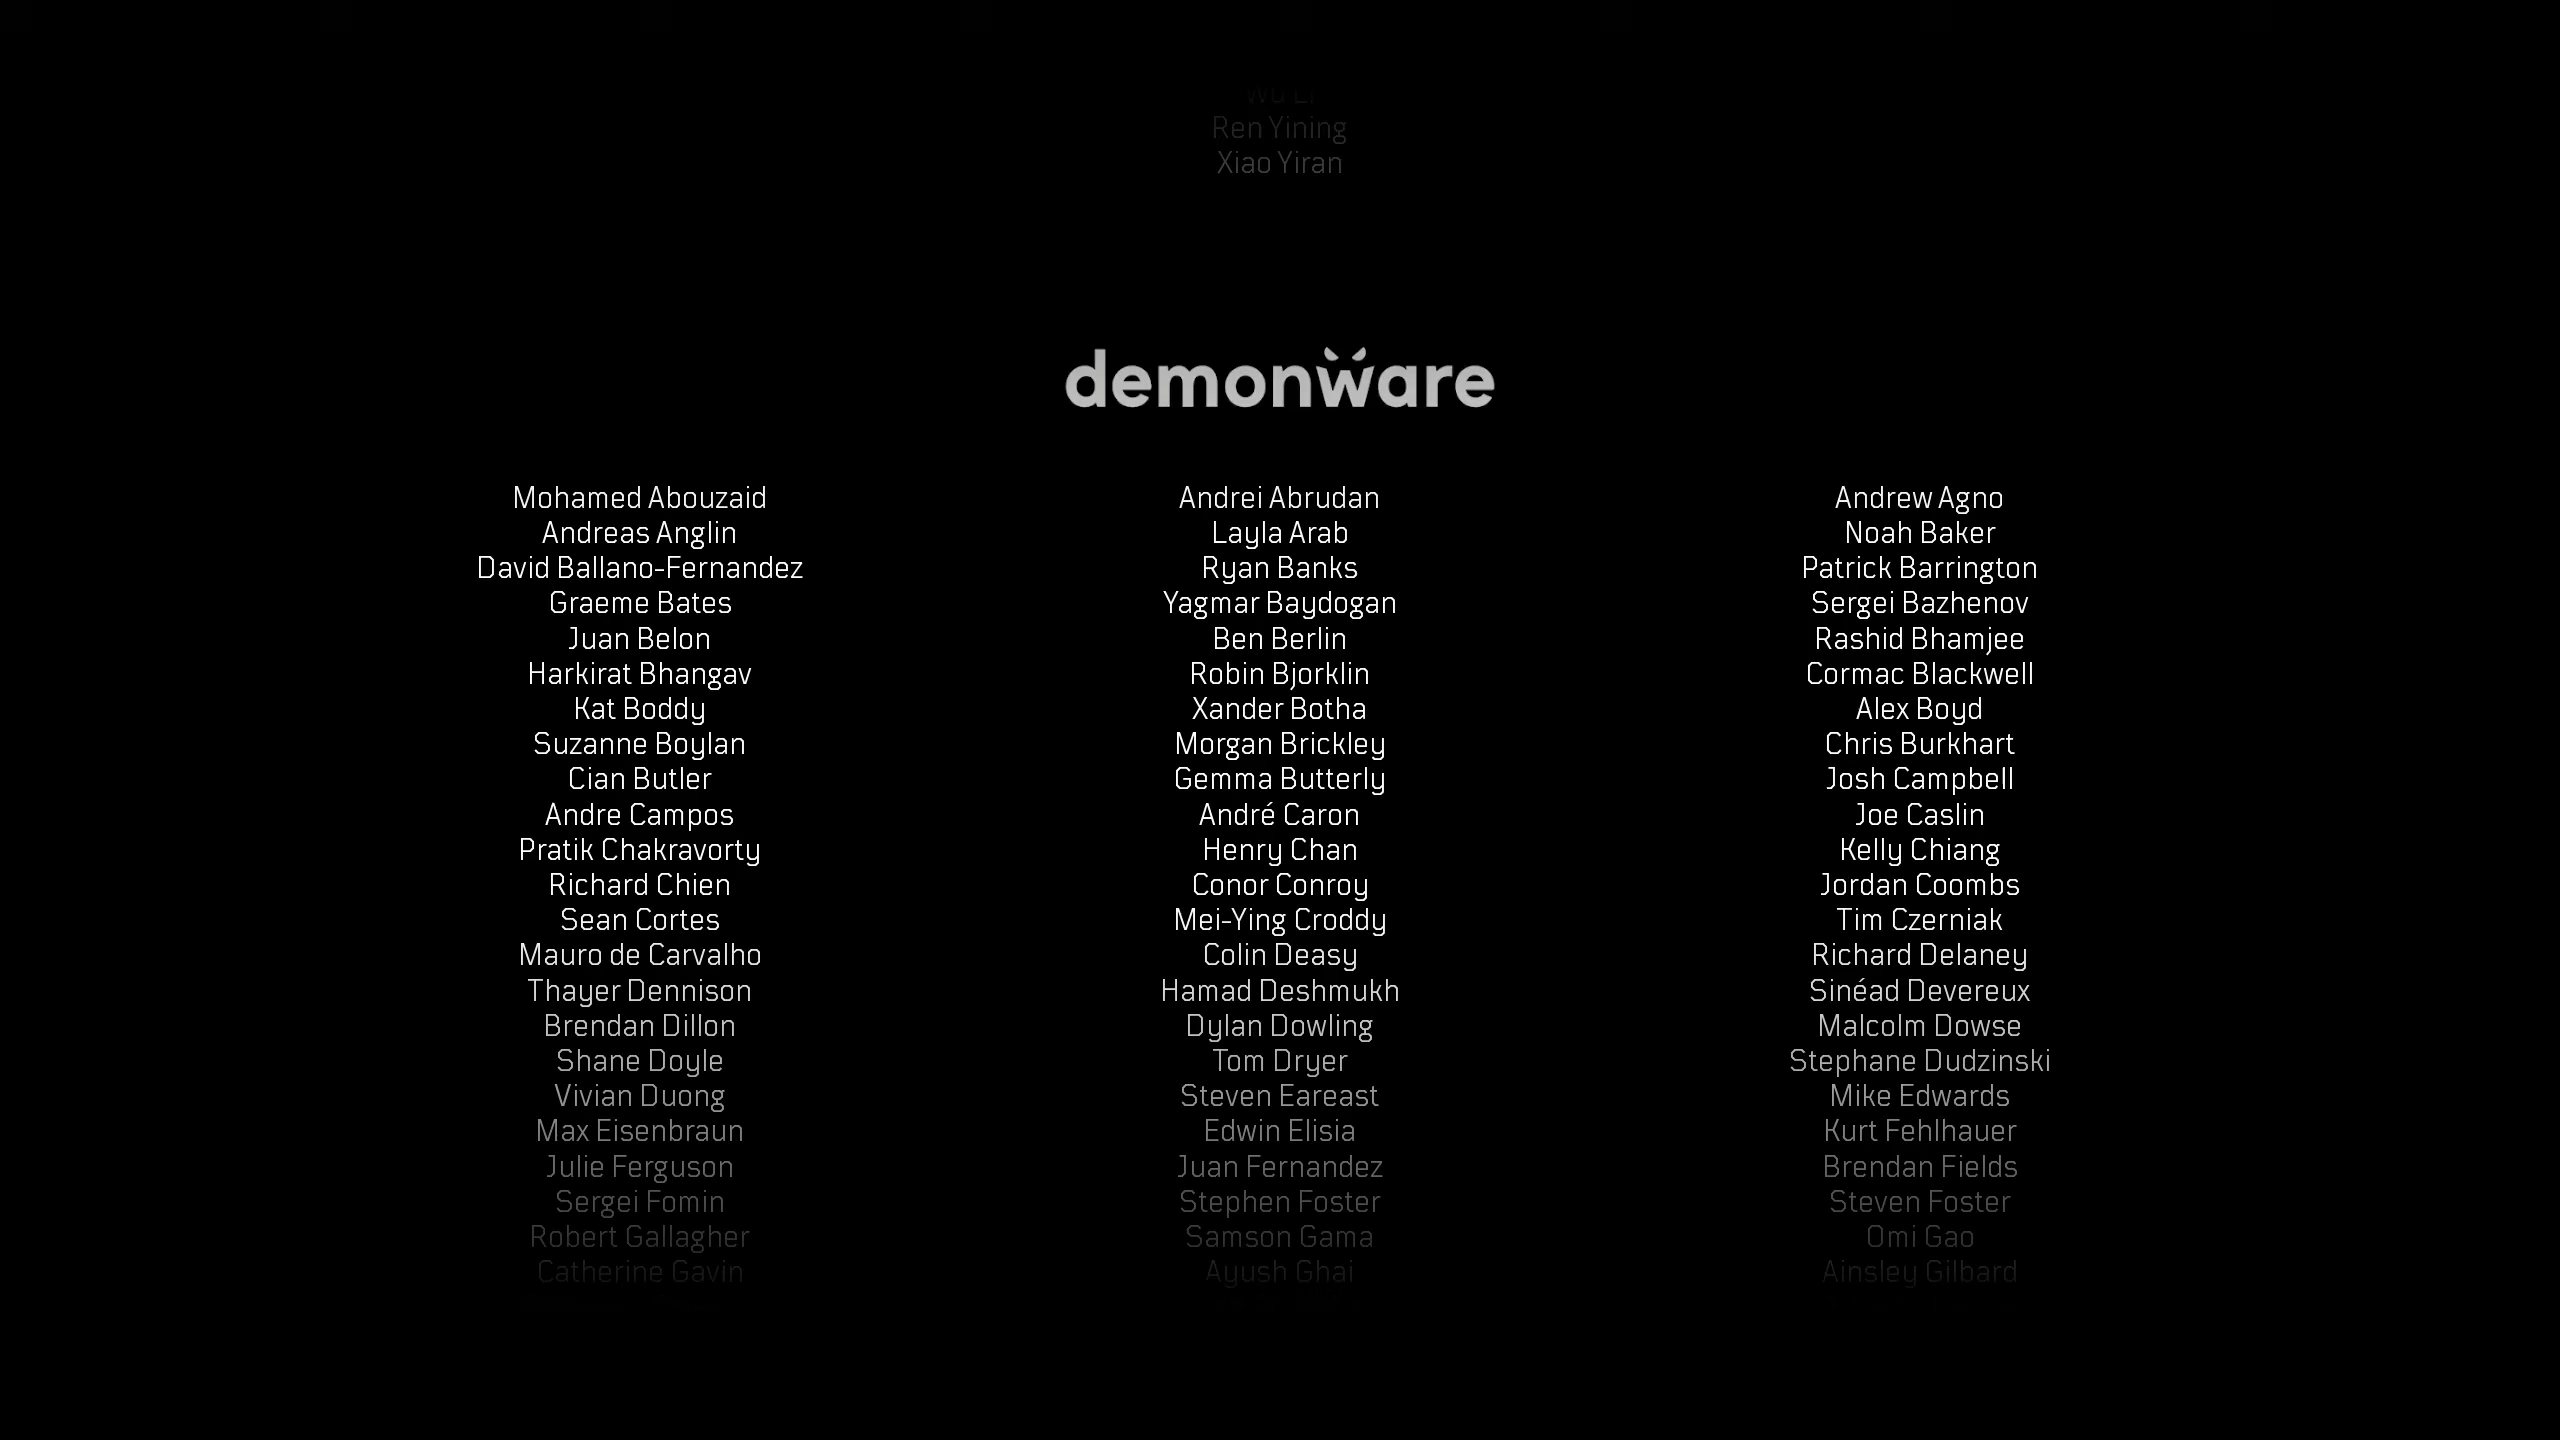 Ren Yining
Xiao Yiran
demonware
Mohamed Abouzaid Andrei Abrudan Andrew Agno
Andreas Anglin Layla Arab Noah Baker
David Ballano-Fernandez Ryan Banks Patrick Barrington
Graeme Bates Yagmar Baydogan Sergei Bazhenov
Juan Belon Ben Berlin Rashid Bhamjee
Harkirat Bhangav Robin Bjorklin Cormac Blackwell
Kat Boddy Xander Botha Alex Boyd
Suzanne Boylan Morgan Brickley Chris Burkhart
Cian Butler Gemma Butterly Josh Campbell
Andre Campos André Caron Joe Caslin
Pratik Chakravorty Henry Chan Kelly Chiang
Richard Chien Conor Conroy Jordan Coombs
Sean Cortes Mei-Ying Croddy Tim Czerniak
Mauro de Carvalho Colin Deasy Richard Delaney
Thayer Dennison Hamad Deshmukh Sinéad Devereux
Brendan Dillon Dylan Dowling Malcolm Dowse
Shane Doyle Tom Dryer Stephane Dudzinski
Vivian Duong Steven Eareast Mike Edwards
Max Eisenbraun Edwin Elisia Kurt Fehlhauer
Julie Ferguson Juan Fernandez Brendan Fields
Sergei Fomin Stephen Foster Steven Foster
Robert Gallagher Samson Gama Omi Gao
Catherine Gavin Ayush Ghai Ainsley Gilbard